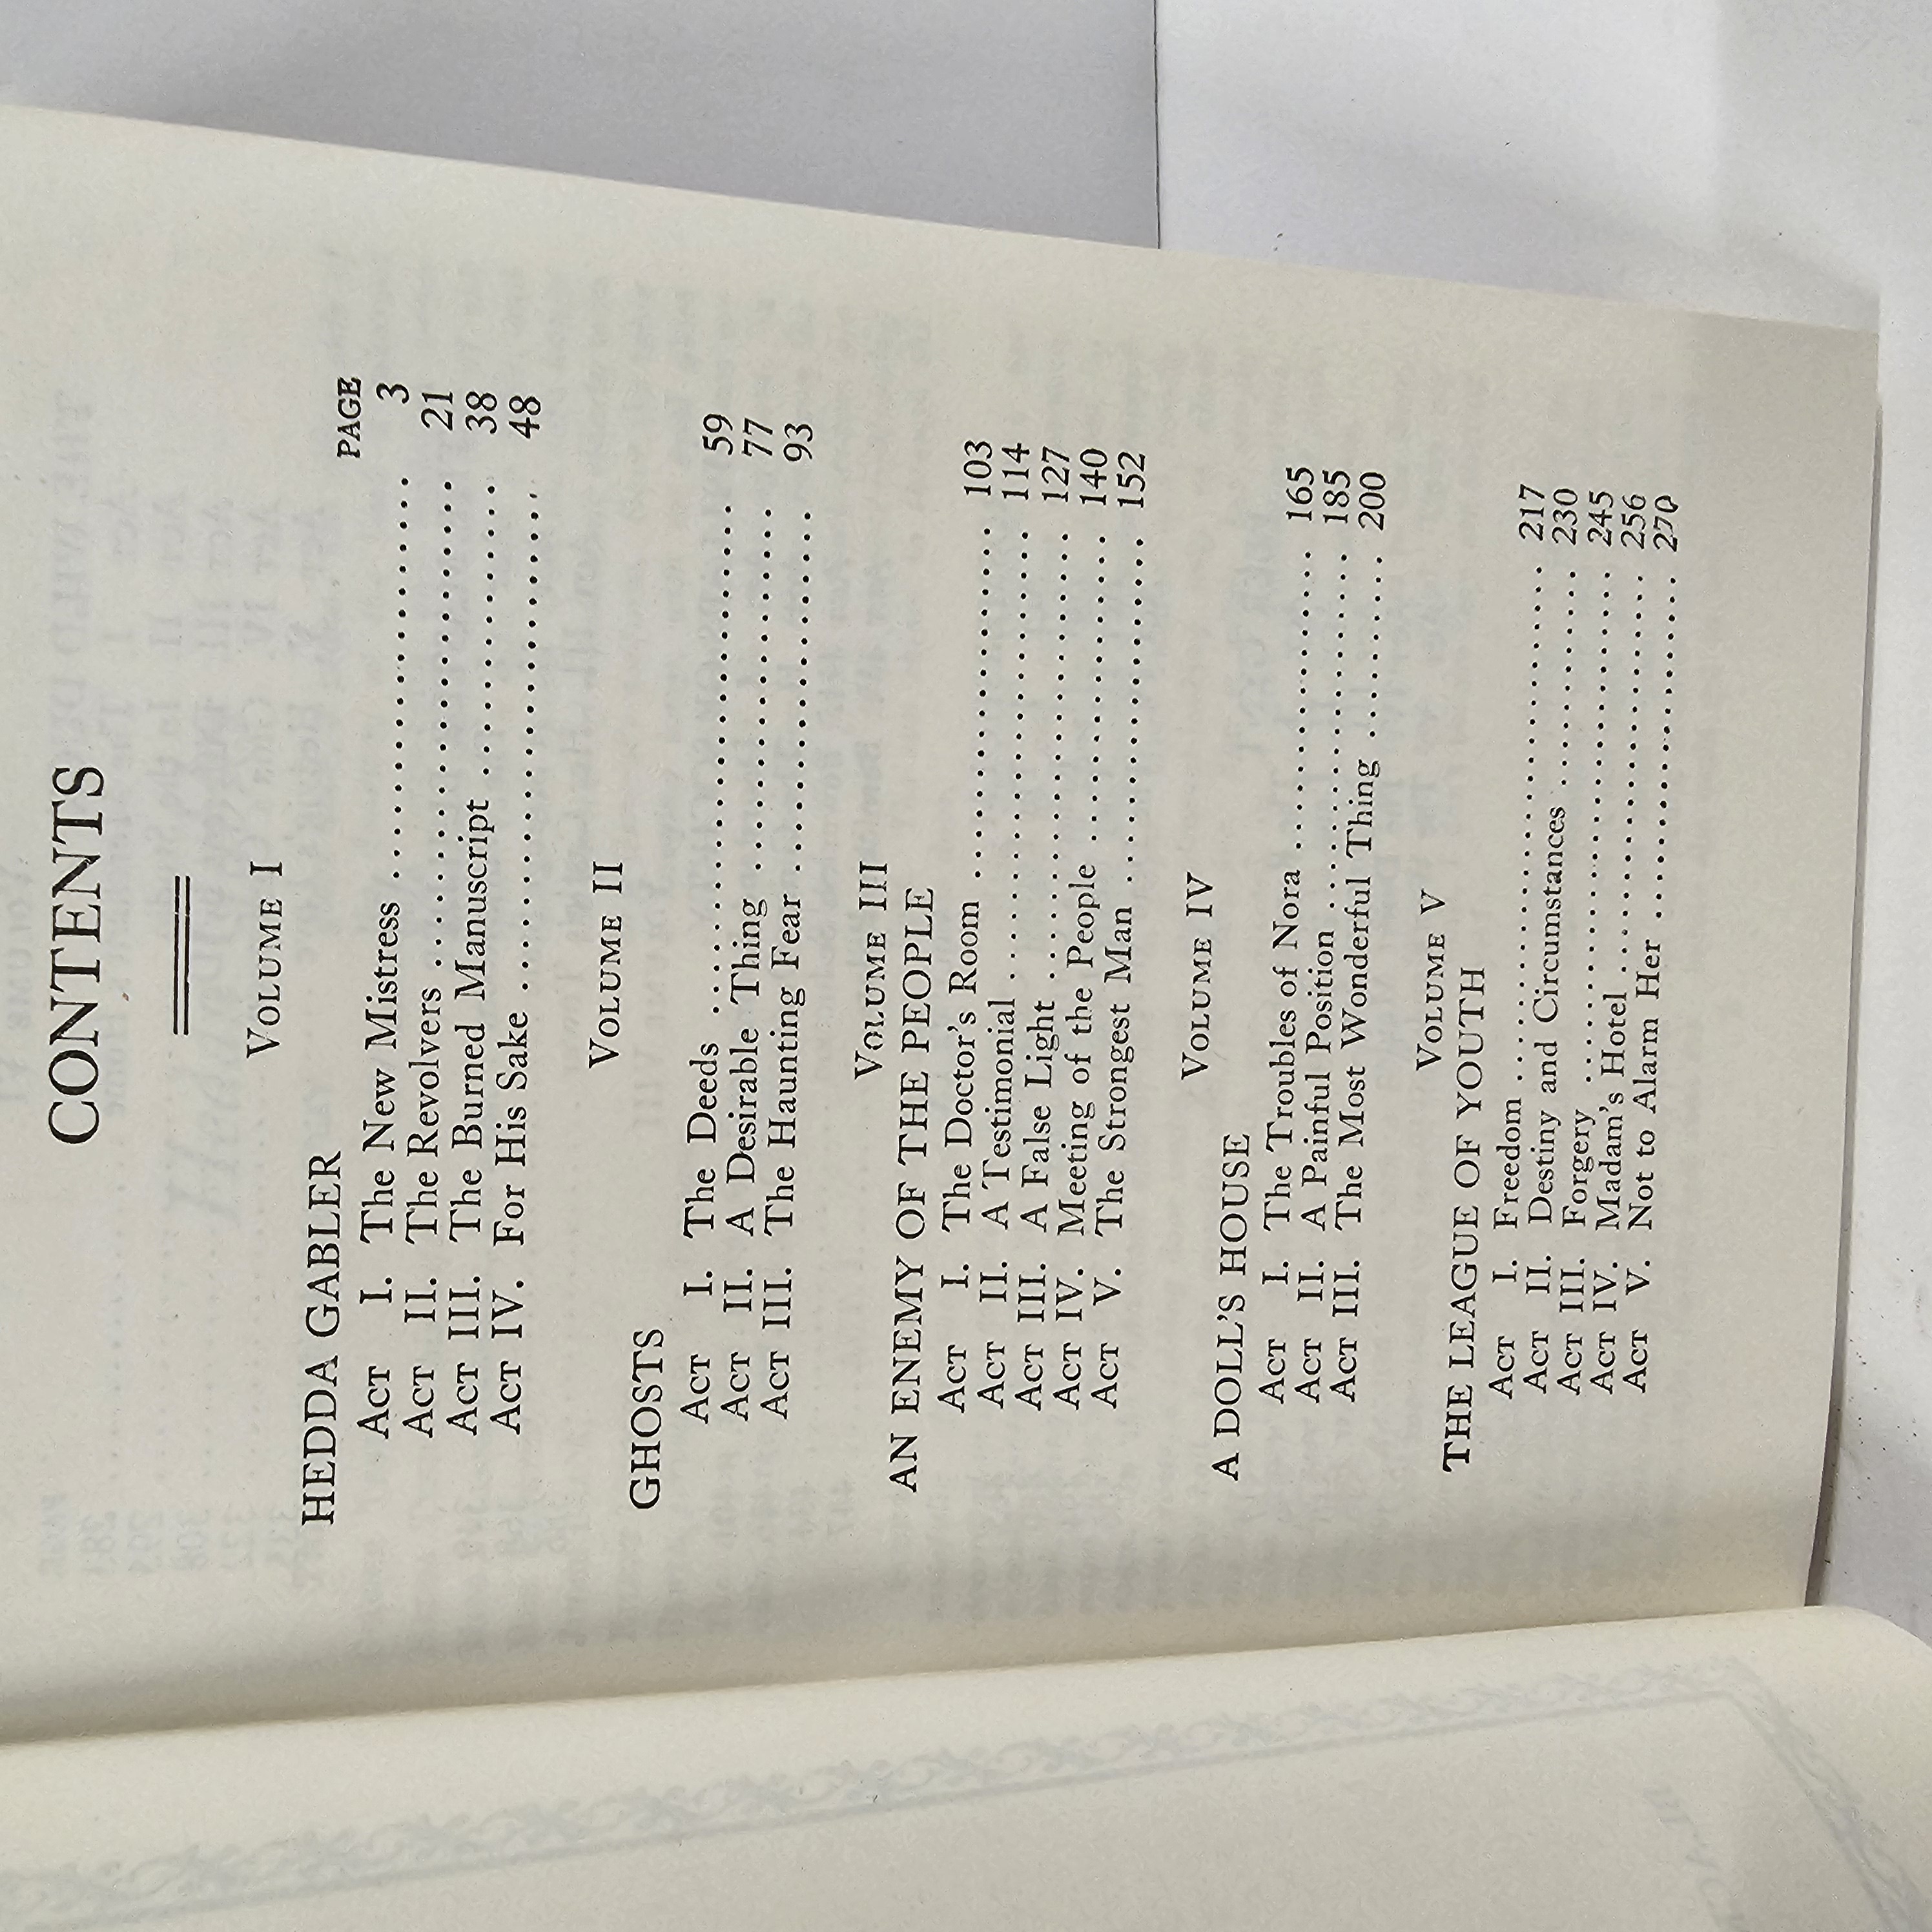 CONTENTS
VOLUME I
HEDDA GABLER
PAGE
ACT I. The New Mistress .................... 3
ACT II. The Revolvers ........................ 21
ACT III. The Burned Manuscript .............. 38
ACT IV. For His Sake ......................... 48
VOLUME II
GHOSTS
ACT I. The Deeds ......................... 59
ACT II. A Desirable Thing .................. 77
ACT III. The Haunting Fear .................. 93
VOLUME III
AN ENEMY OF THE PEOPLE
ACT I. The Doctor's Room .................. 103
ACT II. A Testimonial ....................... 114
ACT III. A False Light ....................... 127
ACT IV. Meeting of the People ................ 140
ACT V. The Strongest Man .................. 152
VOLUME IV
A DOLL'S HOUSE
ACT I. The Troubles of Nora ................ 165
ACT II. A Painful Position ................... 185
ACT III. The Most Wonderful Thing .......... 200
VOLUME V
THE LEAGUE OF YOUTH
ACT I. Freedom ............................. 217
ACT II. Destiny and Circumstances ............ 230
ACT III. Forgery ............................. 245
ACT IV. Madam's Hotel ....................... 256
ACT V. Not to Alarm Her ................... 270